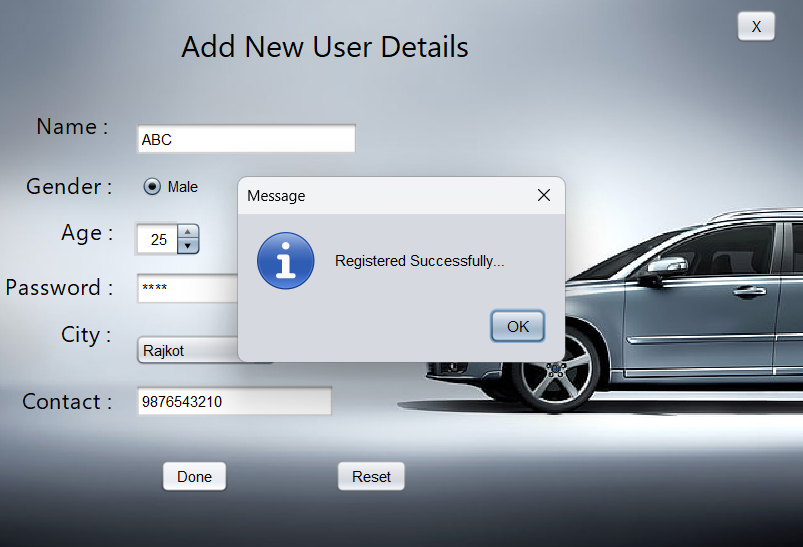 Add New User Details
X
Name :
ABC
Gender :
Male
Age :
25
Message
Registered Successfully...
OK
Password :
****
City :
Rajkot
Contact :
9876543210
Done
Reset